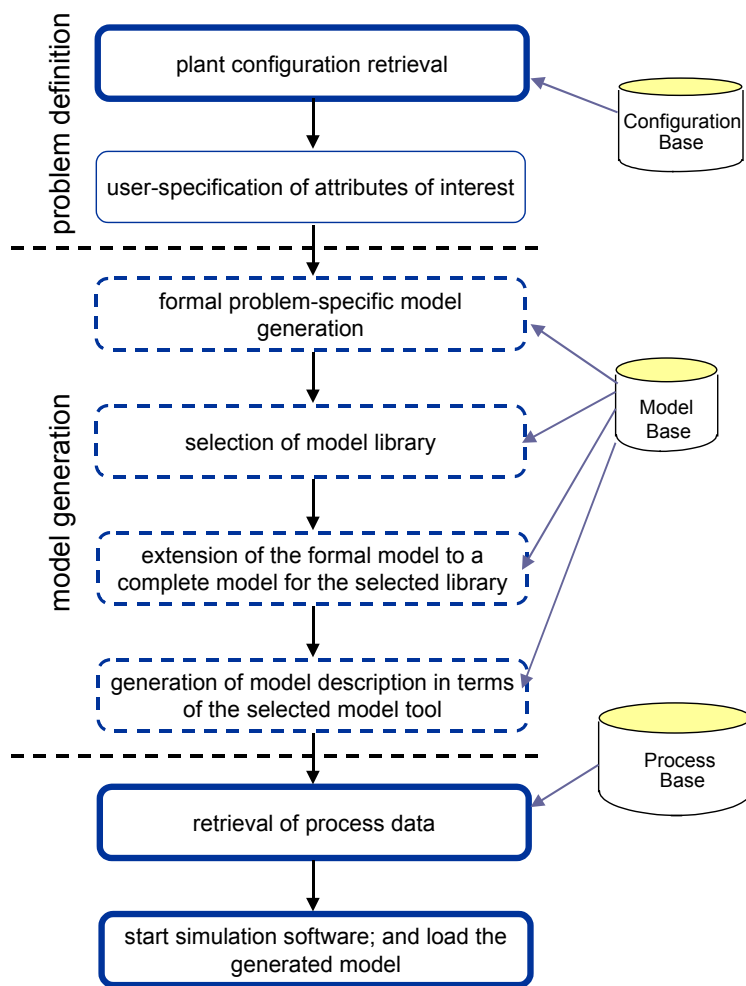 problem definition
plant configuration retrieval
Configuration
Base
user-specification of attributes of interest
model generation
formal problem-specific model
generation
Model
Base
selection of model library
extension of the formal model to a
complete model for the selected library
generation of model description in terms
of the selected model tool
Process
Base
retrieval of process data
start simulation software; and load the
generated model